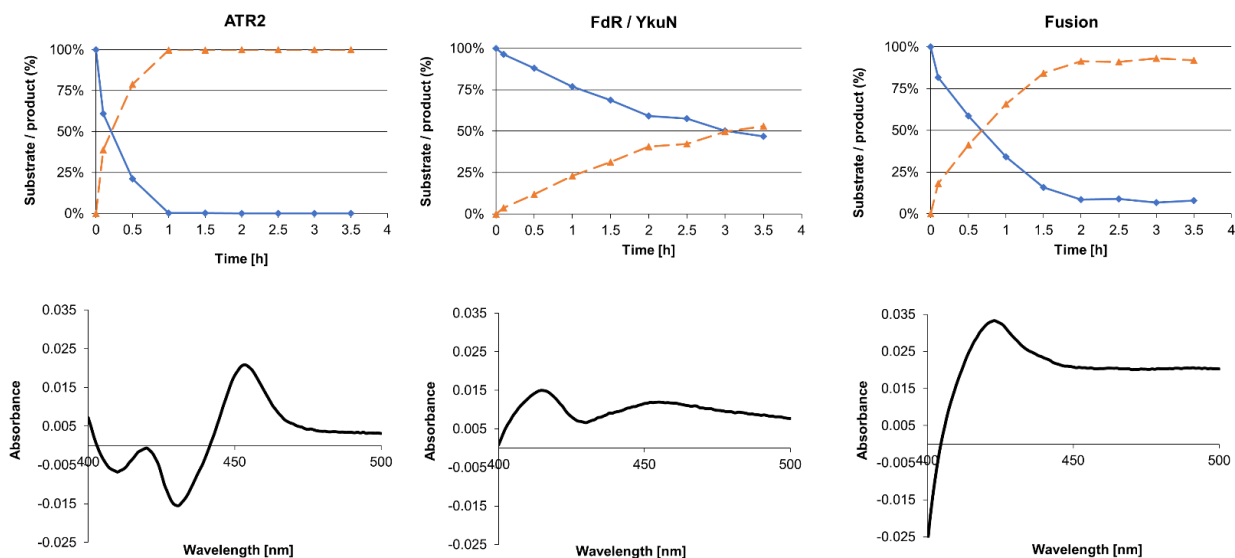 ATR2
FdR / YkuN
Fusion
Substrate / product (%)
100%
75%
50%
25%
0%
0 0.5 1 1.5 2 2.5 3 3.5 4
Time [h]
Substrate / product (%)
100%
75%
50%
25%
0%
0 0.5 1 1.5 2 2.5 3 3.5 4
Time [h]
Substrate / product (%)
100%
75%
50%
25%
0%
0 0.5 1 1.5 2 2.5 3 3.5 4
Time [h]
Absorbance
0.035
0.025
0.015
0.005
-0.005
-0.015
-0.025
400 450 500
Wavelength [nm]
Absorbance
0.035
0.025
0.015
0.005
-0.005
-0.015
-0.025
400 450 500
Wavelength [nm]
Absorbance
0.035
0.025
0.015
0.005
-0.005
-0.015
-0.025
400 450 500
Wavelength [nm]